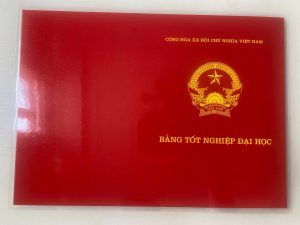 CỘNG HÒA XÃ HỘI CHỦ NGHĨA VIỆT NAM
BẰNG TỐT NGHIỆP ĐẠI HỌC